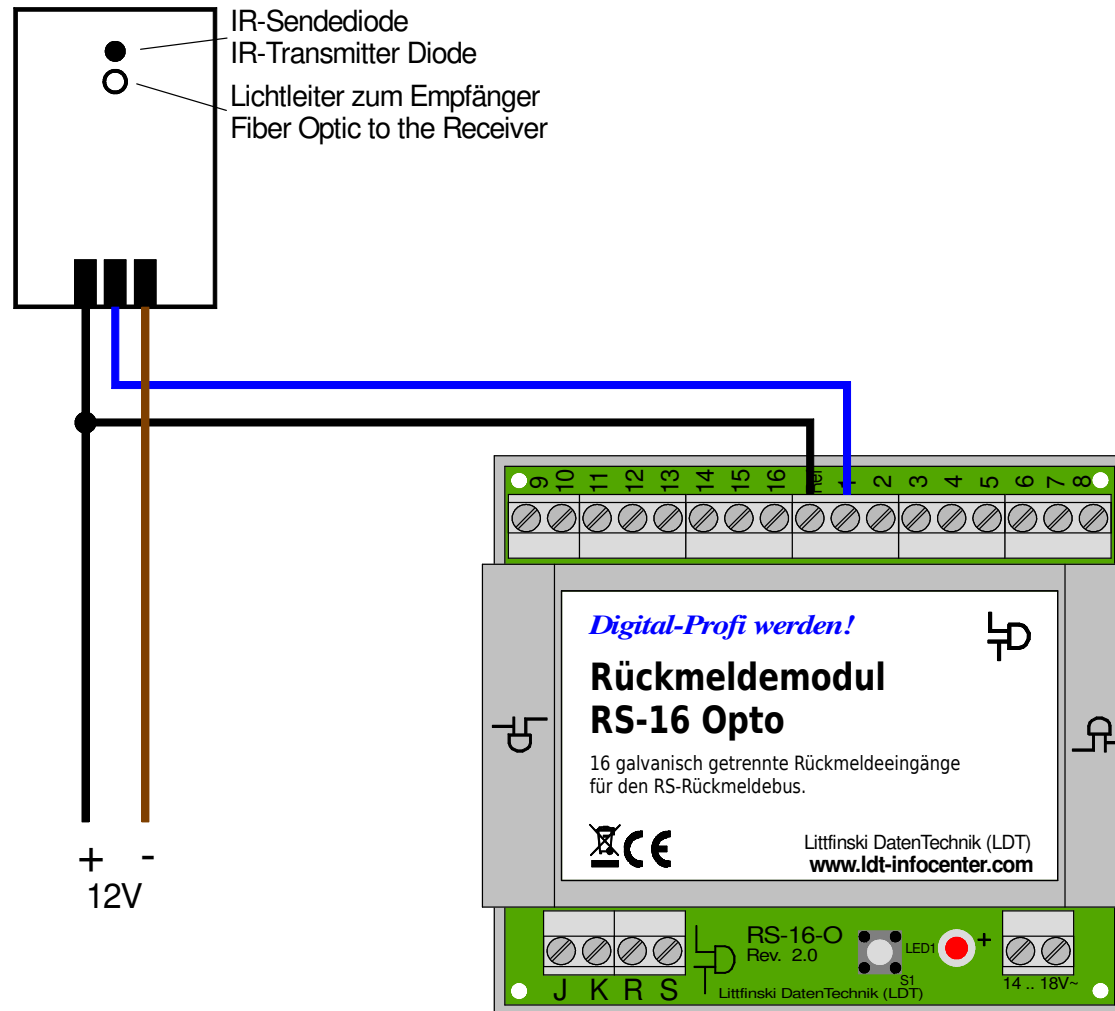 IR-Sendediode
IR-Transmitter Diode
Lichtleiter zum Empfänger
Fiber Optic to the Receiver
9 10 11 12 13 14 15 16 Ref 1 2 3 4 5 6 7 8
Digital-Profi werden!
Rückmeldemodul
RS-16 Opto
16 galvanisch getrennte Rückmeldeeingänge
für den RS-Rückmeldebus.
CE
Littfinski DatenTechnik (LDT)
www.ldt-infocenter.com
+ -
12V
RS-16-O
Rev. 2.0
LED1
+
S1
J K R S
Littfinski DatenTechnik (LDT)
14 .. 18V~